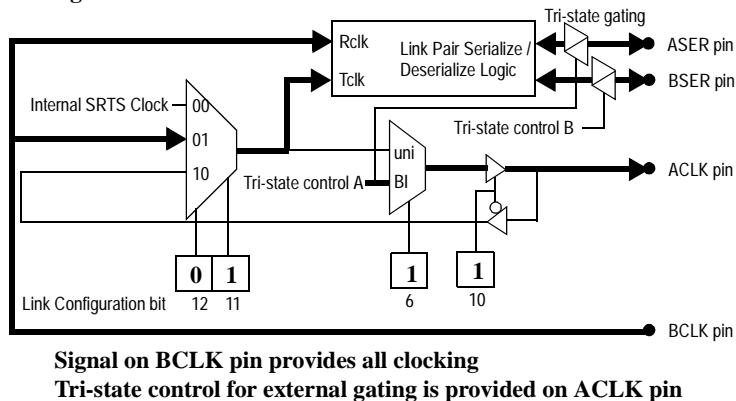 Tri-state gating
Rclk
Link Pair Serialize /
Deserialize Logic
Tclk
ASER pin
BSER pin
Internal SRTS Clock
00
01
10
Tri-state control B
uni
BI
Tri-state control A
ACLK pin
0 1
1
1
Link Configuration bit
12 11
6
10
BCLK pin
Signal on BCLK pin provides all clocking
Tri-state control for external gating is provided on ACLK pin